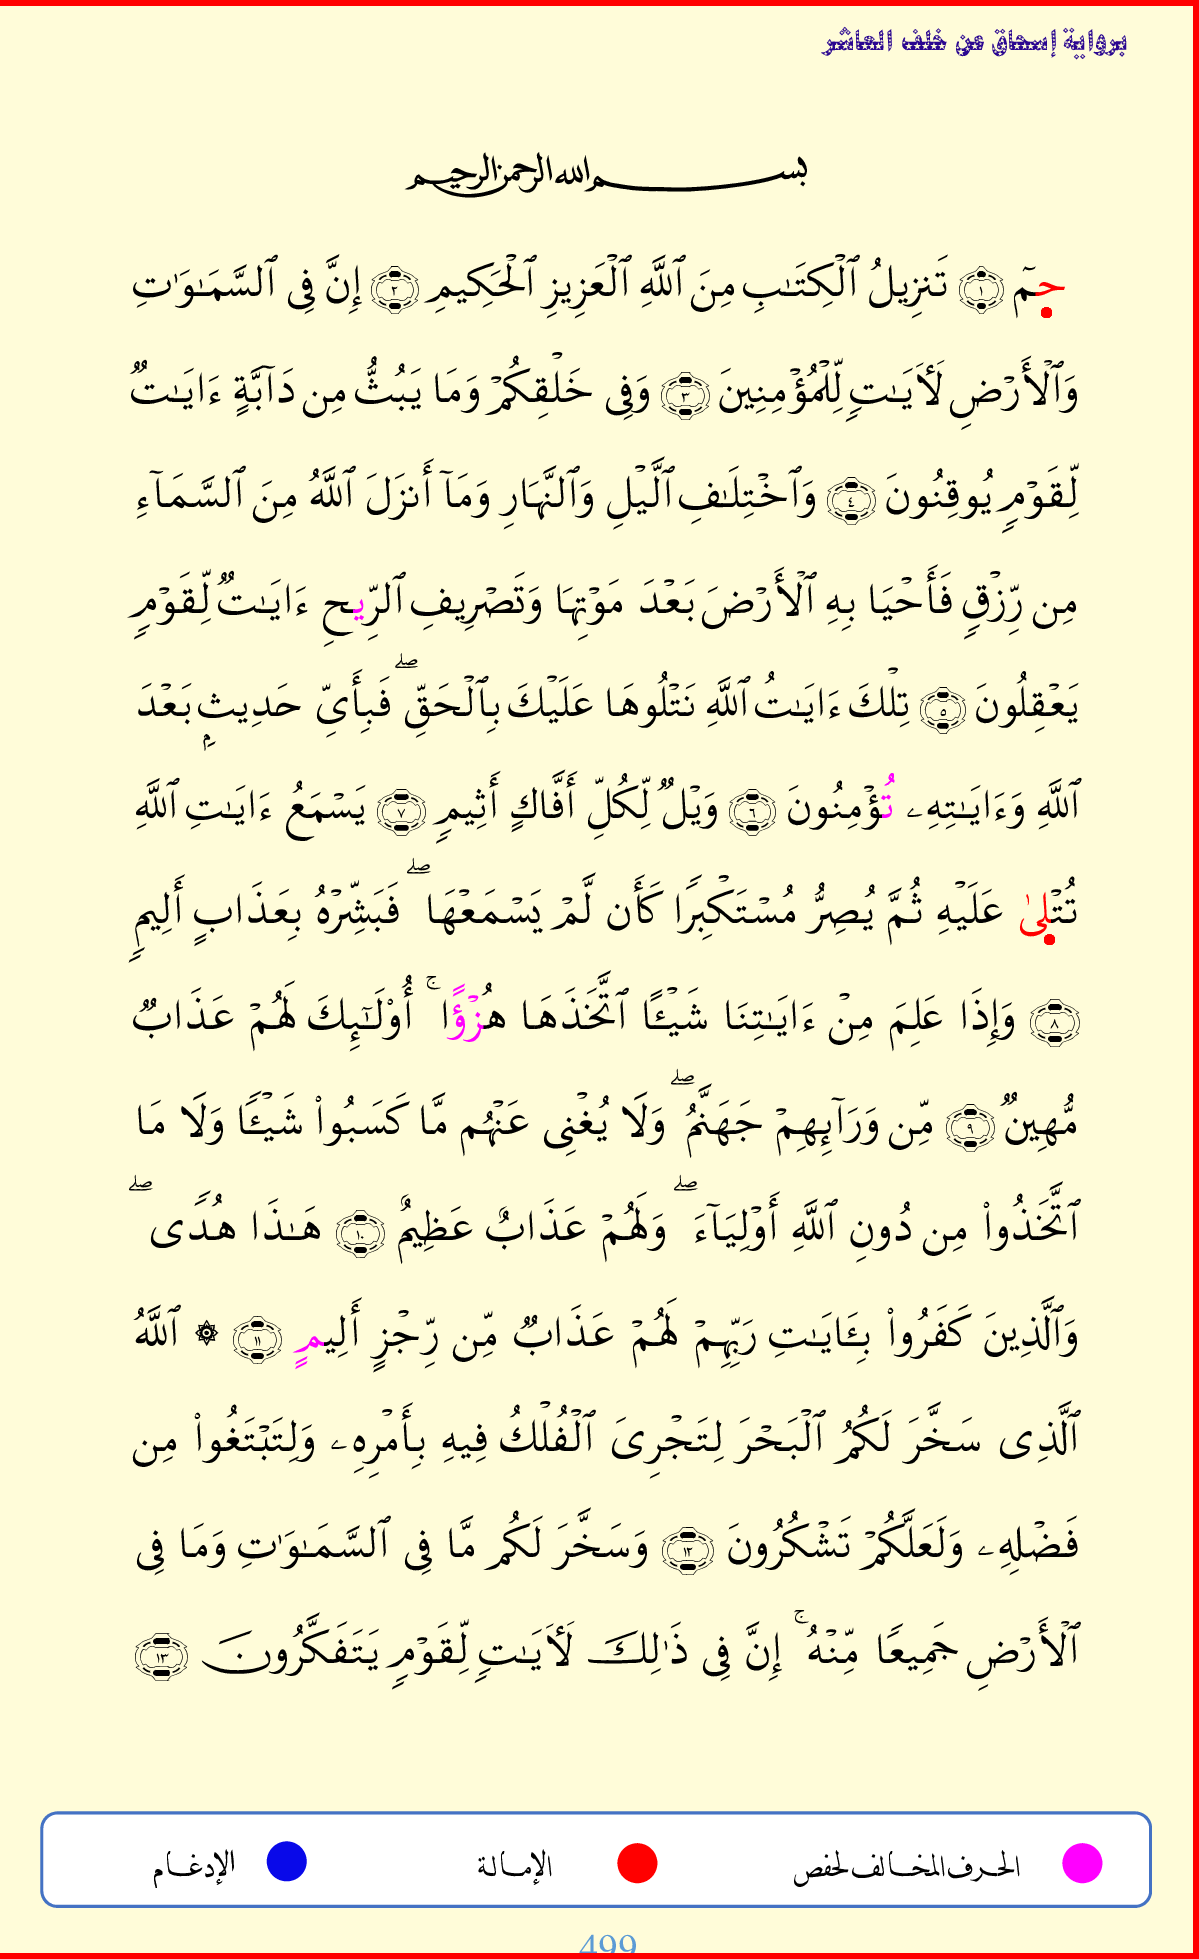 برواية إسحاق عن خلف العاشر
بسم الله الرحمن الرحيم
حمٓ ١ تَنزِيلُ ٱلْكِتَـٰبِ مِنَ ٱللَّهِ ٱلْعَزِيزِ ٱلْحَكِيمِ ٢ إِنَّ فِى ٱلسَّمَـٰوَٰتِ
وَٱلْأَرْضِ لَـَٔايَـٰتٍ لِّلْمُؤْمِنِينَ ٣ وَفِى خَلْقِكُمْ وَمَا يَبُثُّ مِن دَآبَّةٍ ءَايَـٰتٌ
لِّقَوْمٍ يُوقِنُونَ ٤ وَٱخْتِلَـٰفِ ٱلَّيْلِ وَٱلنَّهَارِ وَمَآ أَنزَلَ ٱللَّهُ مِنَ ٱلسَّمَآءِ
مِن رِّزْقٍ فَأَحْيَا بِهِ ٱلْأَرْضَ بَعْدَ مَوْتِهَا وَتَصْرِيفِ ٱلرِّيحِ ءَايَـٰتٌ لِّقَوْمٍ
يَعْقِلُونَ ٥ تِلْكَ ءَايَـٰتُ ٱللَّهِ نَتْلُوهَا عَلَيْكَ بِٱلْحَقِّ ۖ فَبِأَىِّ حَدِيثٍۭ بَعْدَ
ٱللَّهِ وَءَايَـٰتِهِۦ تُؤْمِنُونَ ٦ وَيْلٌ لِّكُلِّ أَفَّاكٍ أَثِيمٍ ٧ يَسْمَعُ ءَايَـٰتِ ٱللَّهِ
تُتْلِىٰ عَلَيْهِ ثُمَّ يُصِرُّ مُسْتَكْبِرًا كَأَن لَّمْ يَسْمَعْهَا ۖ فَبَشِّرْهُ بِعَذَابٍ أَلِيمٍ
٨ وَإِذَا عَلِمَ مِنْ ءَايَـٰتِنَا شَيْـًٔا ٱتَّخَذَهَا هُزْؤًا ۚ أُو۟لَـٰٓئِكَ لَهُمْ عَذَابٌ
مُّهِينٌ ٩ مِّن وَرَآئِهِمْ جَهَنَّمُ ۖ وَلَا يُغْنِى عَنْهُم مَّا كَسَبُوا۟ شَيْـًٔا وَلَا مَا
ٱتَّخَذُوا۟ مِن دُونِ ٱللَّهِ أَوْلِيَآءَ ۖ وَلَهُمْ عَذَابٌ عَظِيمٌ ١٠ هَـٰذَا هُدًى ۖ
وَٱلَّذِينَ كَفَرُوا۟ بِـَٔايَـٰتِ رَبِّهِمْ لَهُمْ عَذَابٌ مِّن رِّجْزٍ أَلِيمٍ ١١ ۞ ٱللَّهُ
ٱلَّذِى سَخَّرَ لَكُمُ ٱلْبَحْرَ لِتَجْرِىَ ٱلْفُلْكُ فِيهِ بِأَمْرِهِۦ وَلِتَبْتَغُوا۟ مِن
فَضْلِهِۦ وَلَعَلَّكُمْ تَشْكُرُونَ ١٢ وَسَخَّرَ لَكُم مَّا فِى ٱلسَّمَـٰوَٰتِ وَمَا فِى
ٱلْأَرْضِ جَمِيعًا مِّنْهُ ۚ إِنَّ فِى ذَٰلِكَ لَـَٔايَـٰتٍ لِّقَوْمٍ يَتَفَكَّرُونَ ١٣
الحرف المخالف لحفص الإمالة الإدغام
499